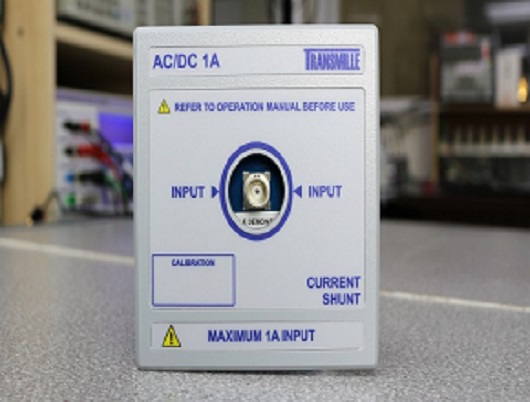 AC/DC 1A
TRANSMILLE
REFER TO OPERATION MANUAL BEFORE USE
INPUT
INPUT
CALIBRATION
CURRENT
SHUNT
MAXIMUM 1A INPUT